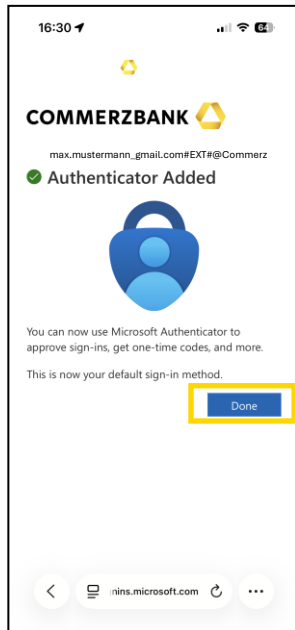 16:30
64
COMMERZBANK
max.mustermann_gmail.com#EXT#@Commerz
Authenticator Added
You can now use Microsoft Authenticator to
approve sign-ins, get one-time codes, and more.
This is now your default sign-in method.
Done
nins.microsoft.com